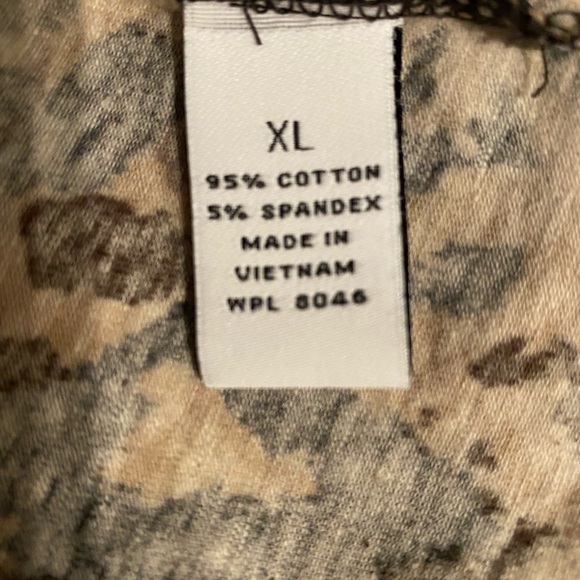 XL
95% COTTON
5% SPANDEX
MADE IN
VIETNAM
WPL 8046